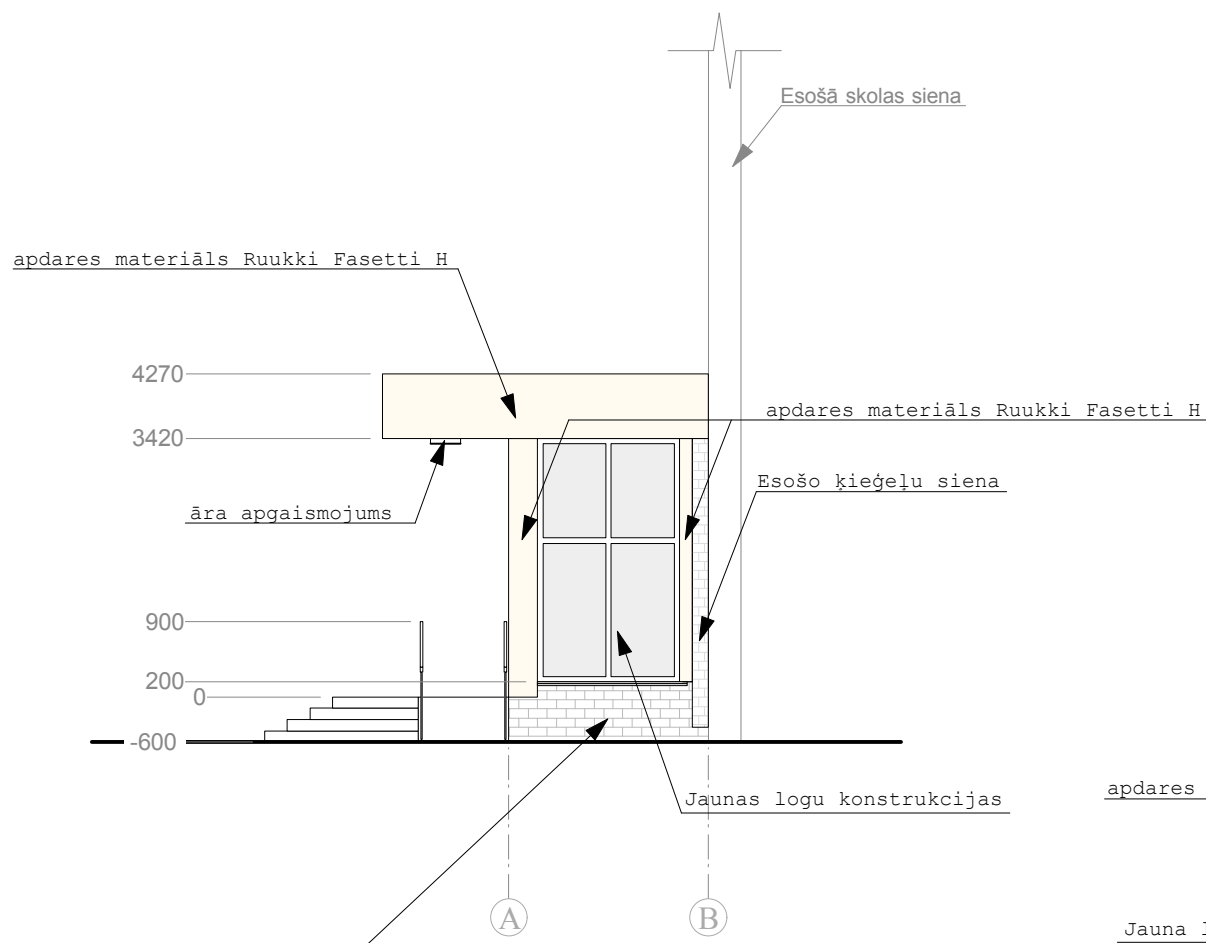 Esošā skolas siena
apdares materiāls Ruukki Fasetti H
4270
3420
apdares materiāls Ruukki Fasetti H
Esošo ķieģeļu siena
āra apgaismojums
900
200
0
-600
Jaunas logu konstrukcijas
apdares
A
B
Jauna